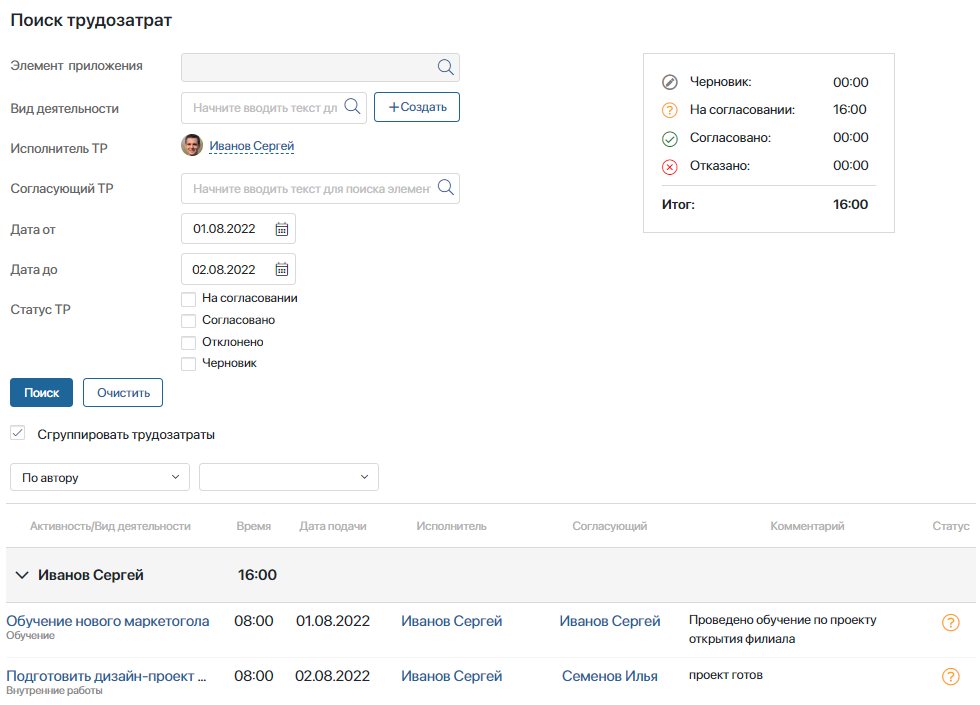 Поиск трудозатрат
Элемент приложения
Вид деятельности
Начните вводить текст дл
+Создать
Исполнитель ТР
Иванов Сергей
Согласующий ТР
Начните вводить текст для поиска элемент
Дата от
01.08.2022
Дата до
02.08.2022
Статус ТР
На согласовании
Согласовано
Отклонено
Черновик
Черновик: 00:00
На согласовании: 16:00
Согласовано: 00:00
Отказано: 00:00
Итог: 16:00
Поиск Очистить
Сгруппировать трудозатраты
По автору
Активность/Вид деятельности Время Дата подачи Исполнитель Согласующий Комментарий Статус
Иванов Сергей 16:00
Обучение нового маркетогола 08:00 01.08.2022 Иванов Сергей Иванов Сергей Проведено обучение по проекту
Обучение открытия филиала
Подготовить дизайн-проект ... 08:00 02.08.2022 Иванов Сергей Семенов Илья проект готов
Внутренние работы